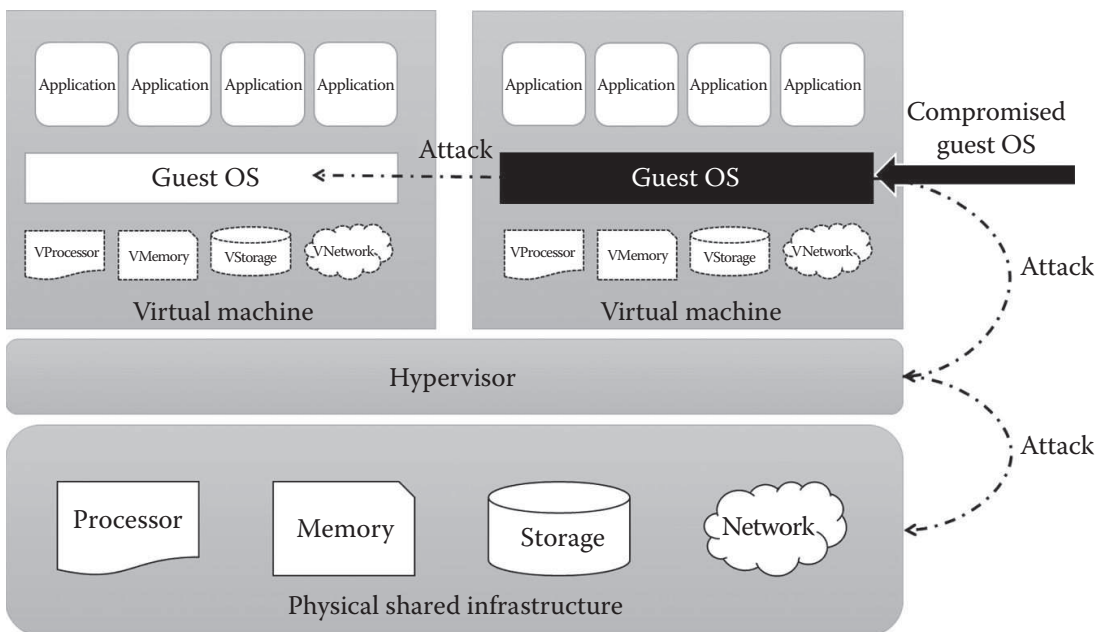 Application Application Application Application
Application Application Application Application
Compromised
guest OS
Attack
Guest OS
Guest OS
VProcessor VMemory VStorage VNetwork
VProcessor VMemory VStorage VNetwork
Attack
Virtual machine
Virtual machine
Hypervisor
Attack
Processor Memory Storage Network
Physical shared infrastructure